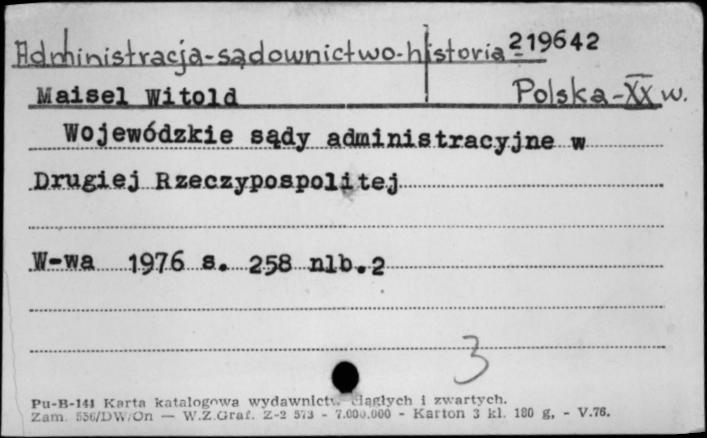 Administracja-sądownictwo-historia 219642
Maisel Witold Polska-XX w.
Wojewódzkie sądy administracyjne w
Drugiej Rzeczypospolitej
W-wa 1976 s. 258 nlb.2
3
Pu-B-141 Karta katalogowa wydawnictw ciągłych i zwartych.
Zam. 556/DW/On — W.Z.Graf. Z-2 573 - 7.000.000 - Karton 3 kl. 180 g, - V.76.